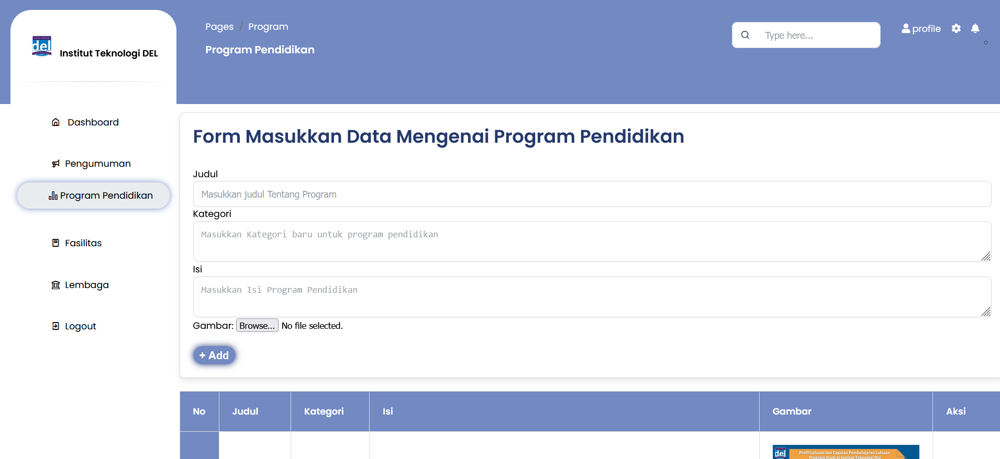 del Institut Teknologi DEL
Pages / Program
Program Pendidikan
Type here...
profile
Dashboard
Pengumuman
Program Pendidikan
Fasilitas
Lembaga
Logout
Form Masukkan Data Mengenai Program Pendidikan
Judul
Masukkan judul Tentang Program
Kategori
Masukkan Kategori baru untuk program pendidikan
Isi
Masukkan Isi Program Pendidikan
Gambar: Browse... No file selected.
+ Add
No Judul Kategori Isi Gambar Aksi
del Profil Lulusan dan Capaian Pembelajaran Lulusan
Program Studi di Institut Teknologi Del